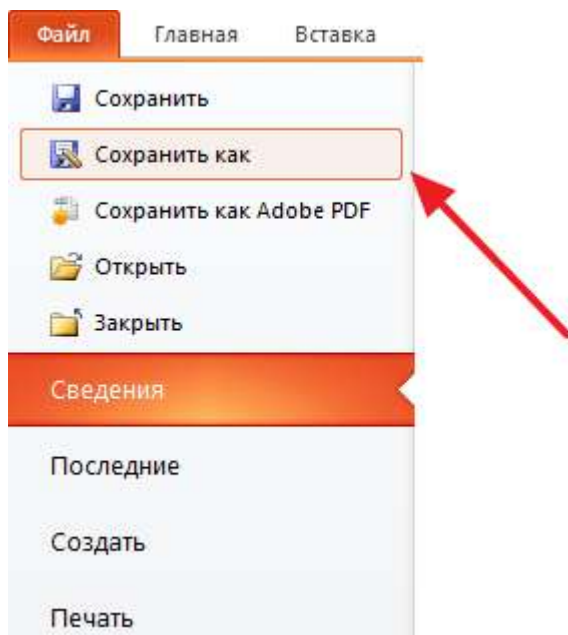 Файл Главная Вставка
Сохранить
Сохранить как
Сохранить как Adobe PDF
Открыть
Закрыть
Сведения
Последние
Создать
Печать